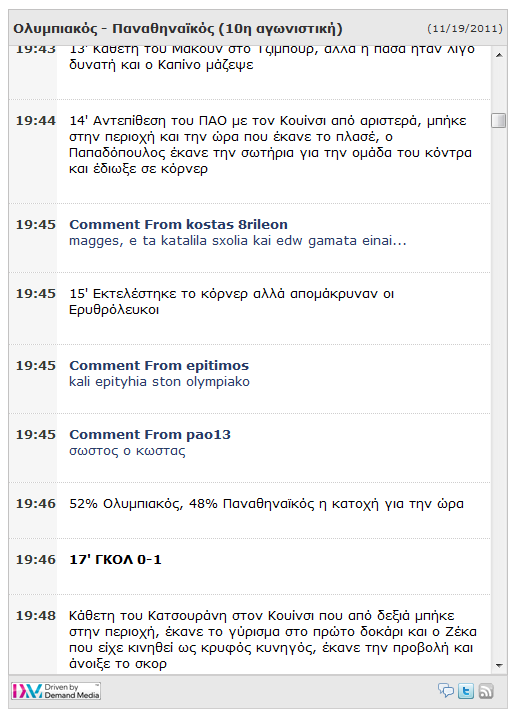 Ολυμπιακός - Παναθηναϊκός (10η αγωνιστική) (11/19/2011)
19:43 13' Κάθετη του Μακούν στο Τζιμπούρ, αλλά η πάσα ήταν λίγο
δυνατή και ο Καπίνο μάζεψε
19:44 14' Αντεπίθεση του ΠΑΟ με τον Κουίνσι από αριστερά, μπήκε
στην περιοχή και την ώρα που έκανε το πλασέ, ο
Παπαδόπουλος έκανε την σωτήρια για την ομάδα του κόντρα
και έδιωξε σε κόρνερ
19:45 Comment From kostas 8rileon
magges, e ta katalila sxolia kai edw gamata einai...
19:45 15' Εκτελέστηκε το κόρνερ αλλά απομάκρυναν οι
Ερυθρόλευκοι
19:45 Comment From epitimos
kali epityhia ston olympiako
19:45 Comment From pao13
σωστος ο κωστας
19:46 52% Ολυμπιακός, 48% Παναθηναϊκός η κατοχή για την ώρα
19:46 17' ΓΚΟΛ 0-1
19:48 Κάθετη του Κατσουράνη στον Κουίνσι που από δεξιά μπήκε
στην περιοχή, έκανε το γύρισμα στο πρώτο δοκάρι και ο Ζέκα
που είχε κινηθεί ως κρυφός κυνηγός, έκανε την προβολή και
άνοιξε το σκορ
Driven by
Demand Media